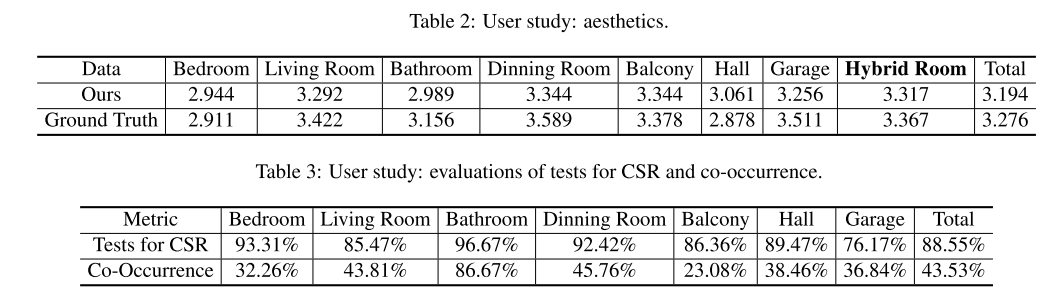 Table 2: User study: aesthetics.
Data Bedroom Living Room Bathroom Dinning Room Balcony Hall Garage Hybrid Room Total
Ours 2.944 3.292 2.989 3.344 3.344 3.061 3.256 3.317 3.194
Ground Truth 2.911 3.422 3.156 3.589 3.378 2.878 3.511 3.367 3.276
Table 3: User study: evaluations of tests for CSR and co-occurrence.
Metric Bedroom Living Room Bathroom Dinning Room Balcony Hall Garage Total
Tests for CSR 93.31% 85.47% 96.67% 92.42% 86.36% 89.47% 76.17% 88.55%
Co-Occurrence 32.26% 43.81% 86.67% 45.76% 23.08% 38.46% 36.84% 43.53%